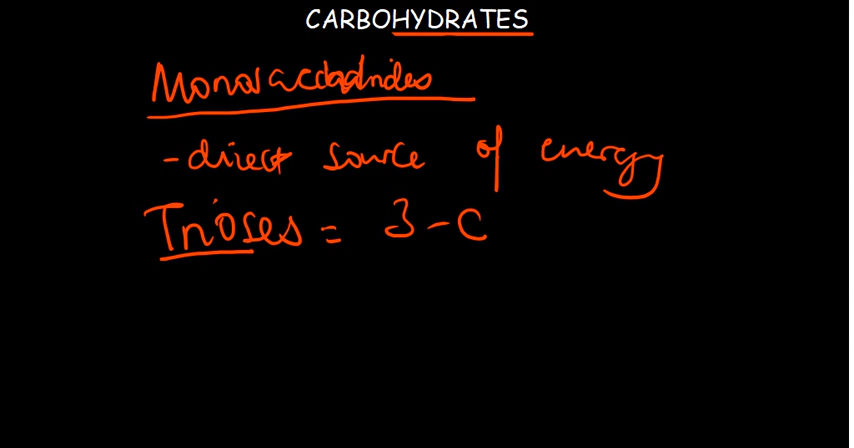 CARBOHYDRATES
Monosaccharides
- direct source of energy
Trioses = 3-C